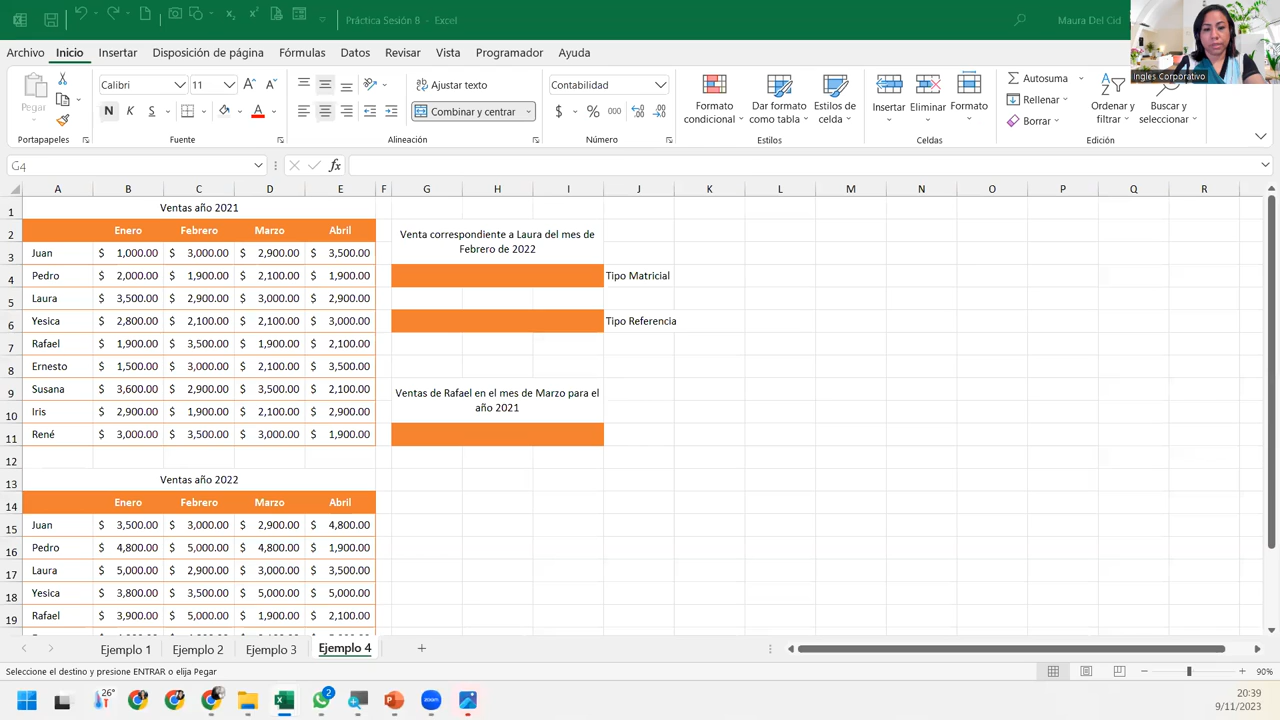 Práctica Sesión 8 - Excel
Maura Del Cid
Ingles Corporativo
Archivo Inicio Insertar Disposición de página Fórmulas Datos Revisar Vista Programador Ayuda
Pegar
Portapapeles
Calibri 11
N K S
Fuente
Ajustar texto
Combinar y centrar
Alineación
Contabilidad
$ % 000
Número
Formato condicional
Dar formato como tabla
Estilos de celda
Estilos
Insertar Eliminar Formato
Celdas
Autosuma
Rellenar
Borrar
Ordenar y filtrar
Buscar y seleccionar
Edición
G4 fx
A B C D E F G H I J K L M N O P Q R
1 Ventas año 2021
2 Enero Febrero Marzo Abril
3 Juan $ 1,000.00 $ 3,000.00 $ 2,900.00 $ 3,500.00
4 Pedro $ 2,000.00 $ 1,900.00 $ 2,100.00 $ 1,900.00
5 Laura $ 3,500.00 $ 2,900.00 $ 3,000.00 $ 2,900.00
6 Yesica $ 2,800.00 $ 2,100.00 $ 2,100.00 $ 3,000.00
7 Rafael $ 1,900.00 $ 3,500.00 $ 1,900.00 $ 2,100.00
8 Ernesto $ 1,500.00 $ 3,000.00 $ 2,100.00 $ 3,500.00
9 Susana $ 3,600.00 $ 2,900.00 $ 3,500.00 $ 2,100.00
10 Iris $ 2,900.00 $ 1,900.00 $ 2,100.00 $ 2,900.00
11 René $ 3,000.00 $ 3,500.00 $ 3,000.00 $ 1,900.00
12
13 Ventas año 2022
14 Enero Febrero Marzo Abril
15 Juan $ 3,500.00 $ 3,000.00 $ 2,900.00 $ 4,800.00
16 Pedro $ 4,800.00 $ 5,000.00 $ 4,800.00 $ 1,900.00
17 Laura $ 5,000.00 $ 2,900.00 $ 3,000.00 $ 3,500.00
18 Yesica $ 3,800.00 $ 3,500.00 $ 5,000.00 $ 5,000.00
19 Rafael $ 3,900.00 $ 5,000.00 $ 1,900.00 $ 2,100.00
Venta correspondiente a Laura del mes de
Febrero de 2022
Tipo Matricial
Tipo Referencia
Ventas de Rafael en el mes de Marzo para el
año 2021
Ejemplo 1 Ejemplo 2 Ejemplo 3 Ejemplo 4
Seleccione el destino y presione ENTRAR o elija Pegar
90%
26°
2
zoom
20:39
9/11/2023